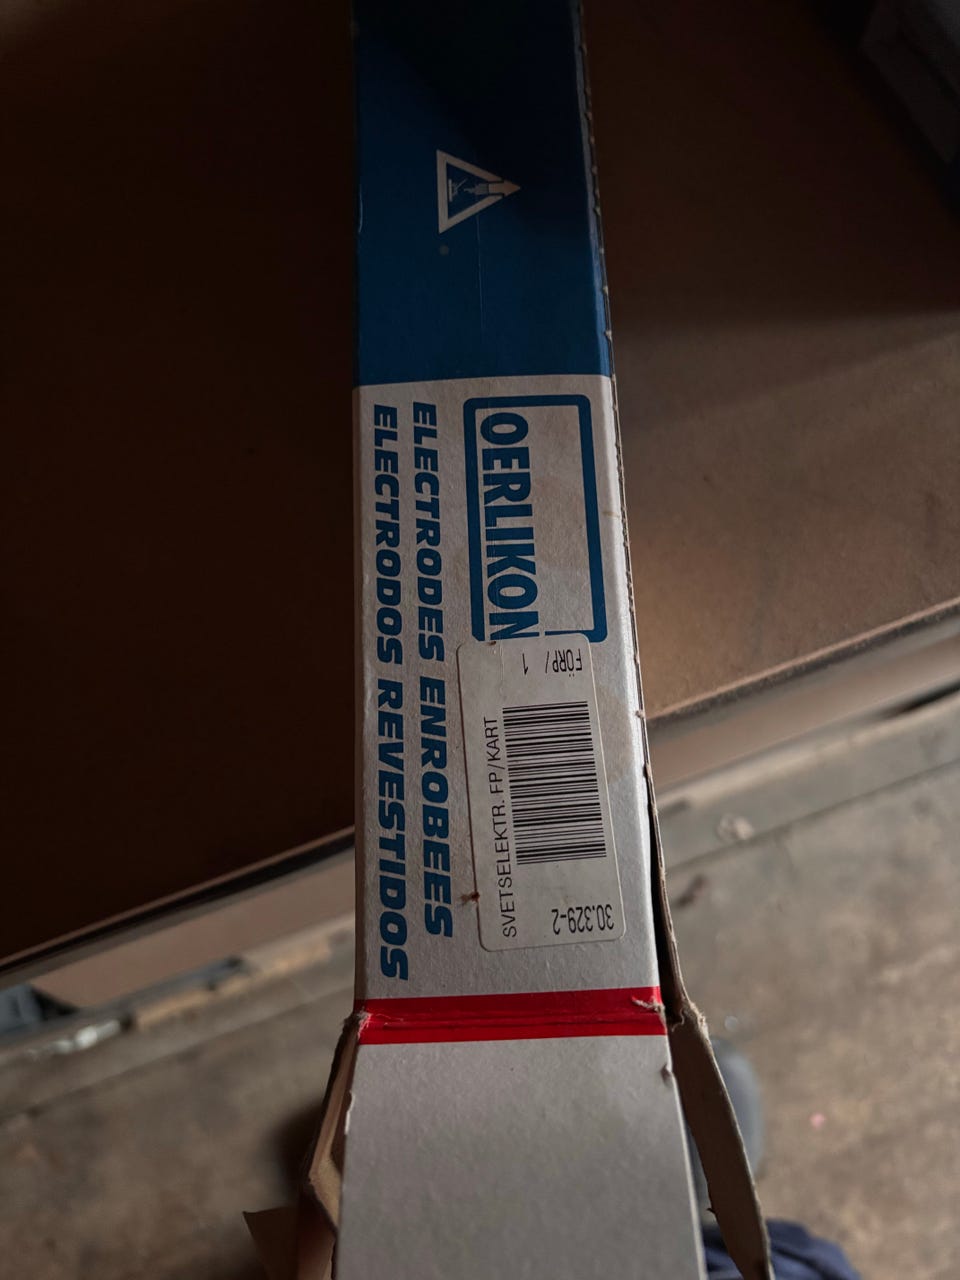 OERLIKON
ELECTRODES ENROBEES
ELECTRODOS REVESTIDOS
FÖRP/
1
SVETSELEKTR. FP/KART
30.329-2